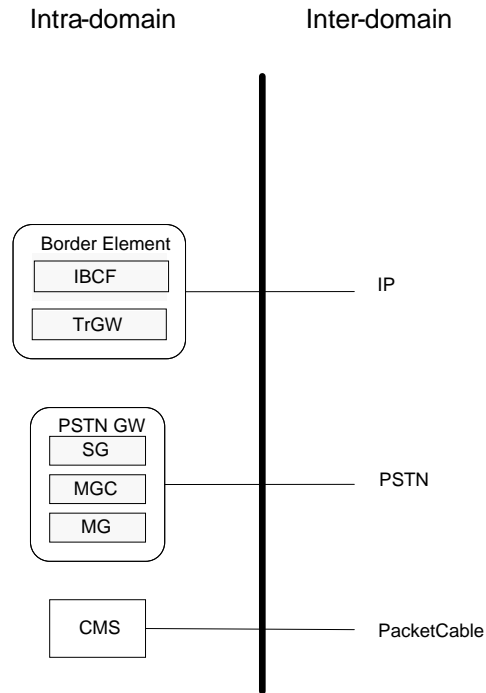 Intra-domain
Inter-domain
Border Element
IBCF
TrGW
IP
PSTN GW
SG
MGC
MG
PSTN
CMS
PacketCable